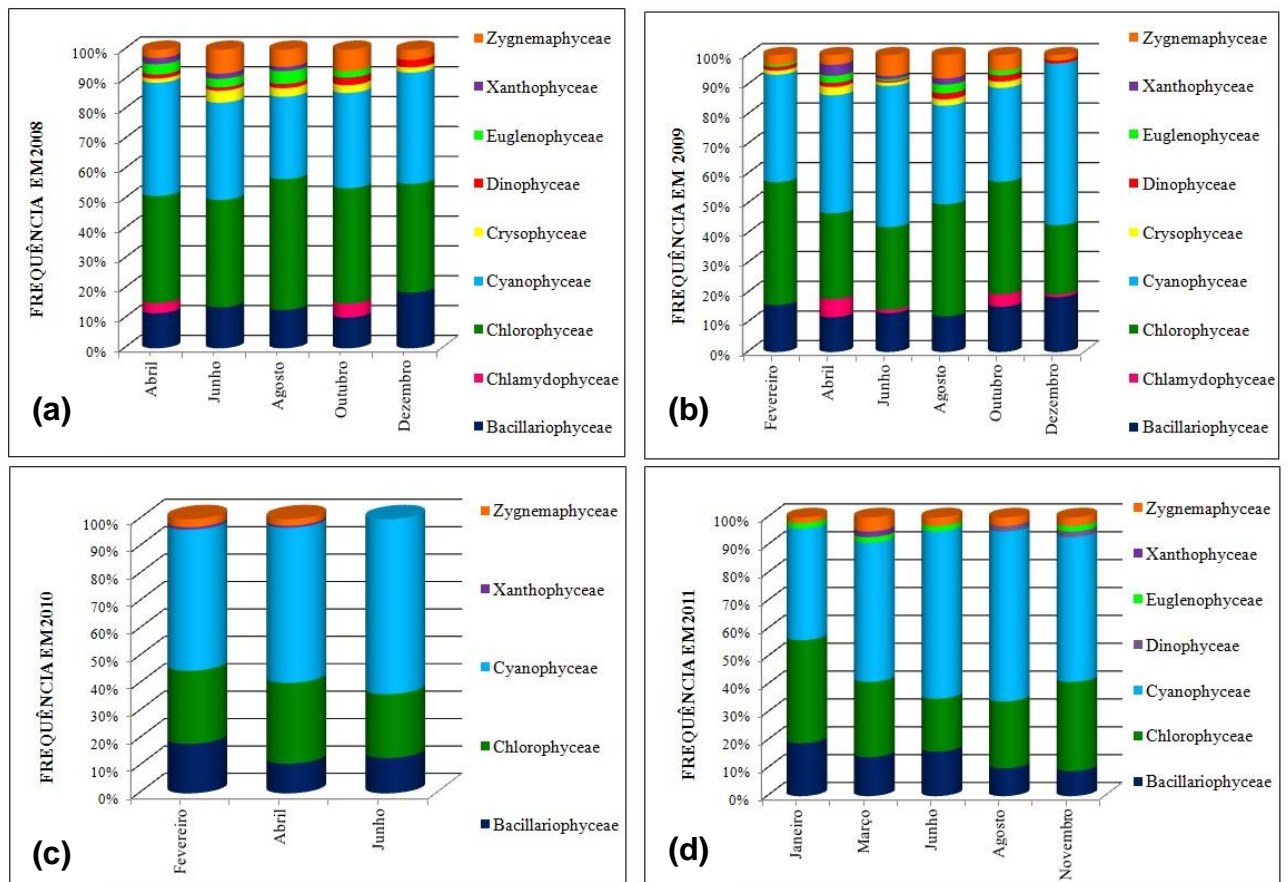 FREQUÊNCIA EM2008
100%
90%
80%
70%
60%
50%
40%
30%
20%
10%
0%
Abril
Junho
Agosto
Outubro
Dezembro
Zygnemaphyceae
Xanthophyceae
Euglenophyceae
Dinophyceae
Crysophyceae
Cyanophyceae
Chlorophyceae
Chlamydophyceae
Bacillariophyceae
(a)
FREQUÊNCIA EM 2009
100%
90%
80%
70%
60%
50%
40%
30%
20%
10%
0%
Fevereiro
Abril
Junho
Agosto
Outubro
Dezembro
Zygnemaphyceae
Xanthophyceae
Euglenophyceae
Dinophyceae
Crysophyceae
Cyanophyceae
Chlorophyceae
Chlamydophyceae
Bacillariophyceae
(b)
FREQUÊNCIA EM2010
100%
90%
80%
70%
60%
50%
40%
30%
20%
10%
0%
Fevereiro
Abril
Junho
Zygnemaphyceae
Xanthophyceae
Cyanophyceae
Chlorophyceae
Bacillariophyceae
(c)
FREQUÊNCIA EM2011
100%
90%
80%
70%
60%
50%
40%
30%
20%
10%
0%
Janeiro
Março
Junho
Agosto
Novembro
Zygnemaphyceae
Xanthophyceae
Euglenophyceae
Dinophyceae
Cyanophyceae
Chlorophyceae
Bacillariophyceae
(d)